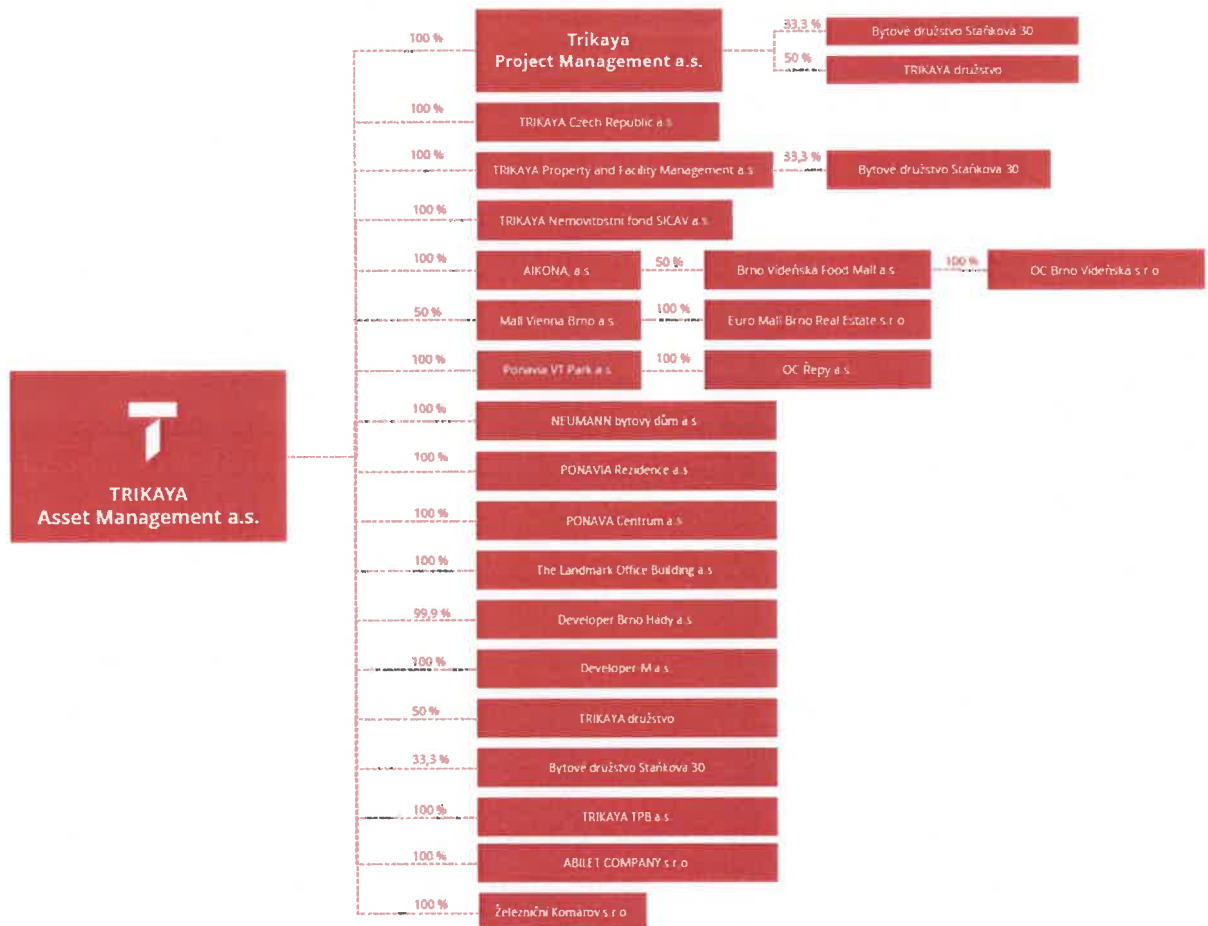 100 %
Trikaya
Project Management a.s.
33,3 %
Bytové družstvo Staňkova 30
50 %
TRIKAYA družstvo
100 %
TRIKAYA Czech Republic a.s
100 %
TRIKAYA Property and Facility Management a.s
33,3 %
Bytové družstvo Staňkova 30
100 %
TRIKAYA Nemovitostní fond SICAV a.s.
100 %
AIKONA, a.s
50 %
Brno Vídeňská Food Mall a.s
100 %
OC Brno Vídeňská s.r.o
50 %
Mall Vienna Brno a.s.
100 %
Euro Mall Brno Real Estate s.r.o
100 %
Ponavia VT Park a.s
100 %
OC Řepy a.s
TRIKAYA
Asset Management a.s.
100 %
NEUMANN bytový dům a.s
100 %
PONAVIA Rezidence a.s
100 %
PONAVA Centrum a.s
100 %
The Landmark Office Building a.s
99,9 %
Developer Brno Hády a.s
100 %
Developer-M a.s
50 %
TRIKAYA družstvo
33,3 %
Bytové družstvo Staňkova 30
100 %
TRIKAYA TPB a.s
100 %
ABILET COMPANY s.r.o
100 %
Železniční Komárov s.r.o